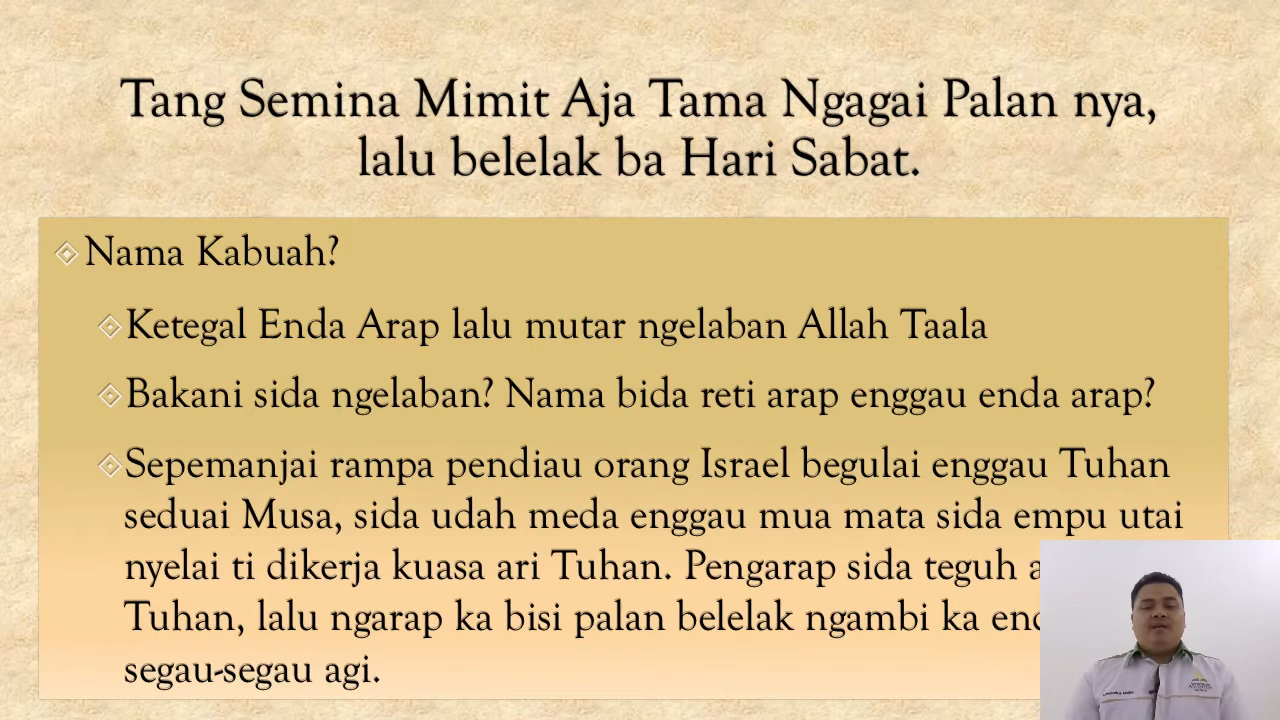 Tang Semina Mimit Aja Tama Ngagai Palan nya,
lalu belelak ba Hari Sabat.
Nama Kabuah?
Ketegal Enda Arap lalu mutar ngelaban Allah Taala
Bakani sida ngelaban? Nama bida reti arap enggau enda arap?
Sepemanjai rampa pendiau orang Israel begulai enggau Tuhan
seduai Musa, sida udah meda enggau mua mata sida empu utai
nyelai ti dikerja kuasa ari Tuhan. Pengarap sida teguh
Tuhan, lalu ngarap ka bisi palan belelak ngambi ka
segau-segau agi.